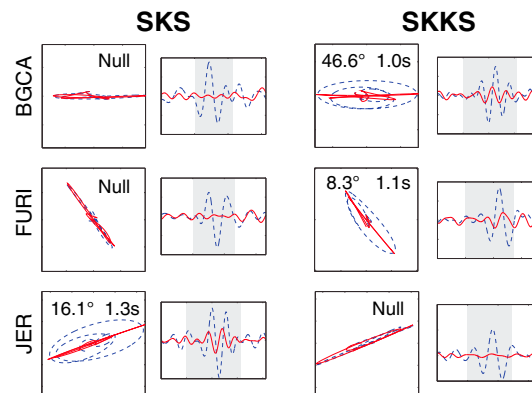 SKS SKKS
BGCA Null 46.6° 1.0s
FURI Null 8.3° 1.1s
JER 16.1° 1.3s Null